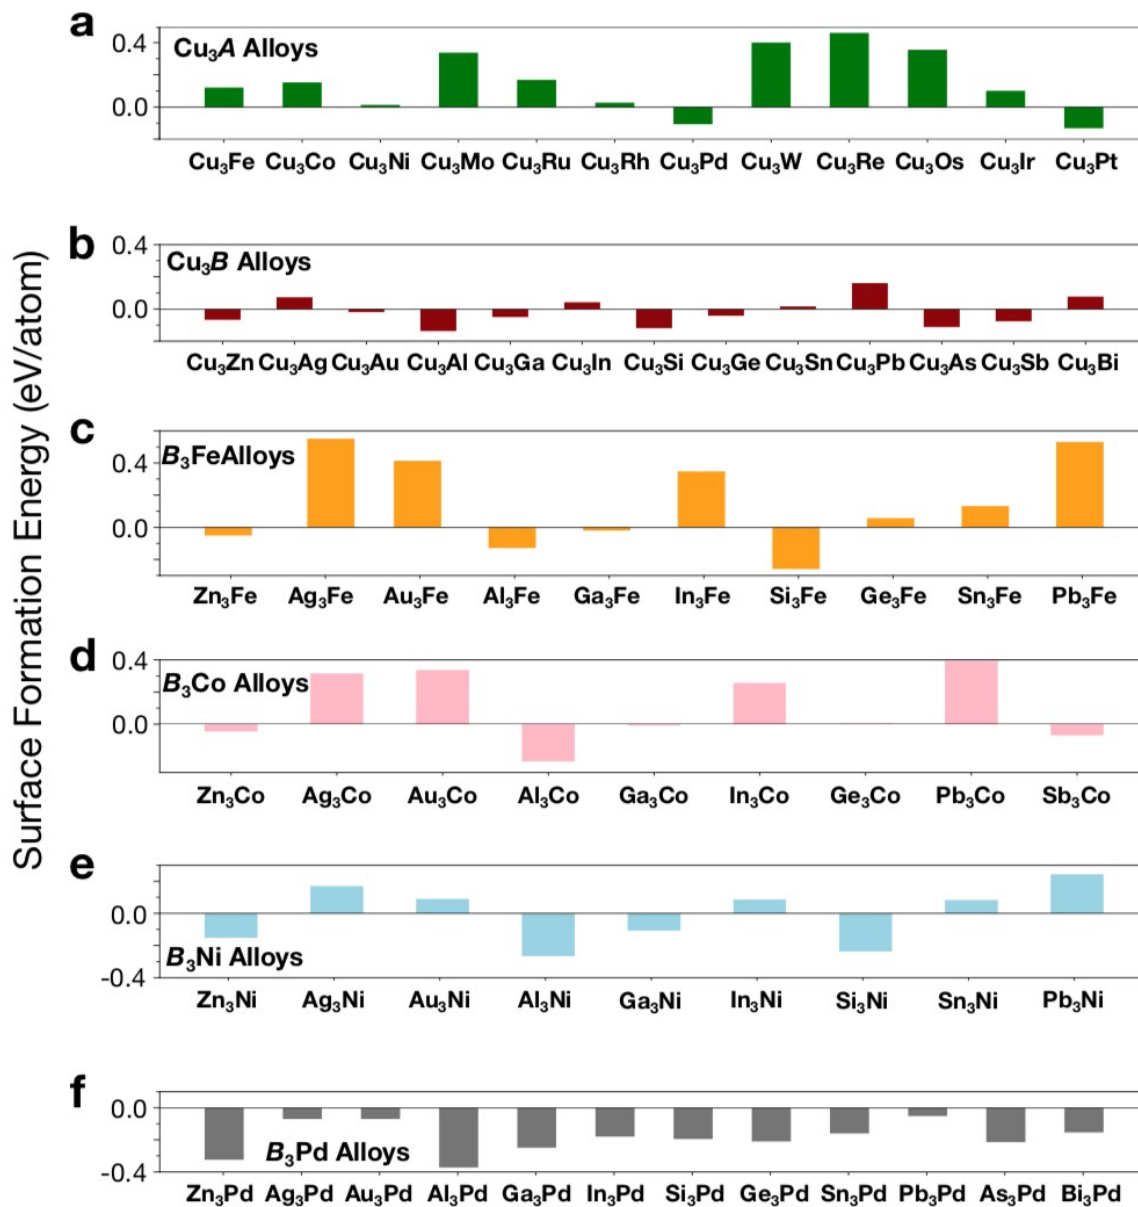 Surface Formation Energy (eV/atom)
a
Cu₃A Alloys
0.4
0.0
Cu₃Fe Cu₃Co Cu₃Ni Cu₃Mo Cu₃Ru Cu₃Rh Cu₃Pd Cu₃W Cu₃Re Cu₃Os Cu₃Ir Cu₃Pt
b
0.4
Cu₃B Alloys
0.0
Cu₃Zn Cu₃Ag Cu₃Au Cu₃Al Cu₃Ga Cu₃In Cu₃Si Cu₃Ge Cu₃Sn Cu₃Pb Cu₃As Cu₃Sb Cu₃Bi
c
B₃FeAlloys
0.4
0.0
Zn₃Fe Ag₃Fe Au₃Fe Al₃Fe Ga₃Fe In₃Fe Si₃Fe Ge₃Fe Sn₃Fe Pb₃Fe
d
0.4
B₃Co Alloys
0.0
Zn₃Co Ag₃Co Au₃Co Al₃Co Ga₃Co In₃Co Ge₃Co Pb₃Co Sb₃Co
e
0.0
B₃Ni Alloys
-0.4
Zn₃Ni Ag₃Ni Au₃Ni Al₃Ni Ga₃Ni In₃Ni Si₃Ni Sn₃Ni Pb₃Ni
f
0.0
B₃Pd Alloys
-0.4
Zn₃Pd Ag₃Pd Au₃Pd Al₃Pd Ga₃Pd In₃Pd Si₃Pd Ge₃Pd Sn₃Pd Pb₃Pd As₃Pd Bi₃Pd